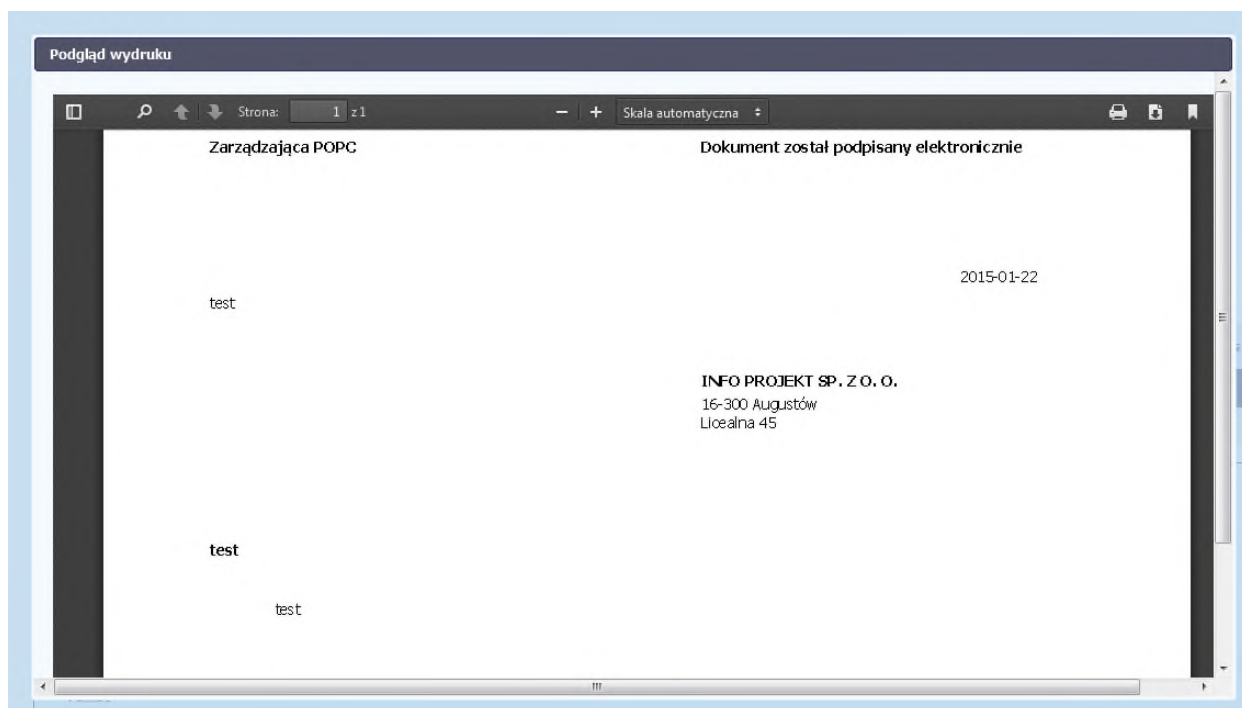 Podgląd wydruku
Strona: 1 z 1 Skala automatyczna
Zarządzająca POPC Dokument został podpisany elektronicznie
2015-01-22
test
INFO PROJEKT SP. Z O. O.
16-300 Augustów
Licealna 45
test
test